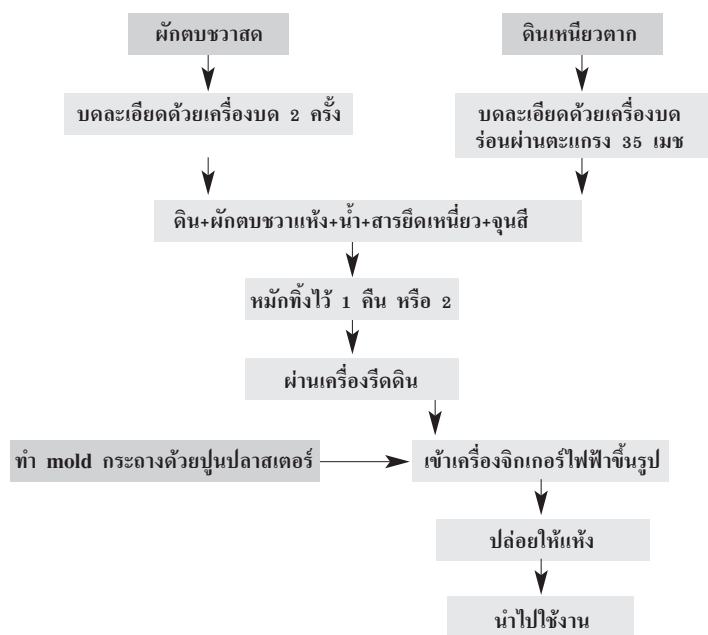 ผักตบชวาสด
ดินเหนียวตาก
บดละเอียดด้วยเครื่องบด 2 ครั้ง
บดละเอียดด้วยเครื่องบด
ร่อนผ่านตะแกรง 35 เมช
ดิน+ผักตบชวาแห้ง+น้ำ+สารยึดเหนี่ยว+จุนสี
หมักทิ้งไว้ 1 คืน หรือ 2
ผ่านเครื่องรีดดิน
ทำ mold กระถางด้วยปูนปลาสเตอร์
เข้าเครื่องจิกเกอร์ไฟฟ้าขึ้นรูป
ปล่อยให้แห้ง
นำไปใช้งาน